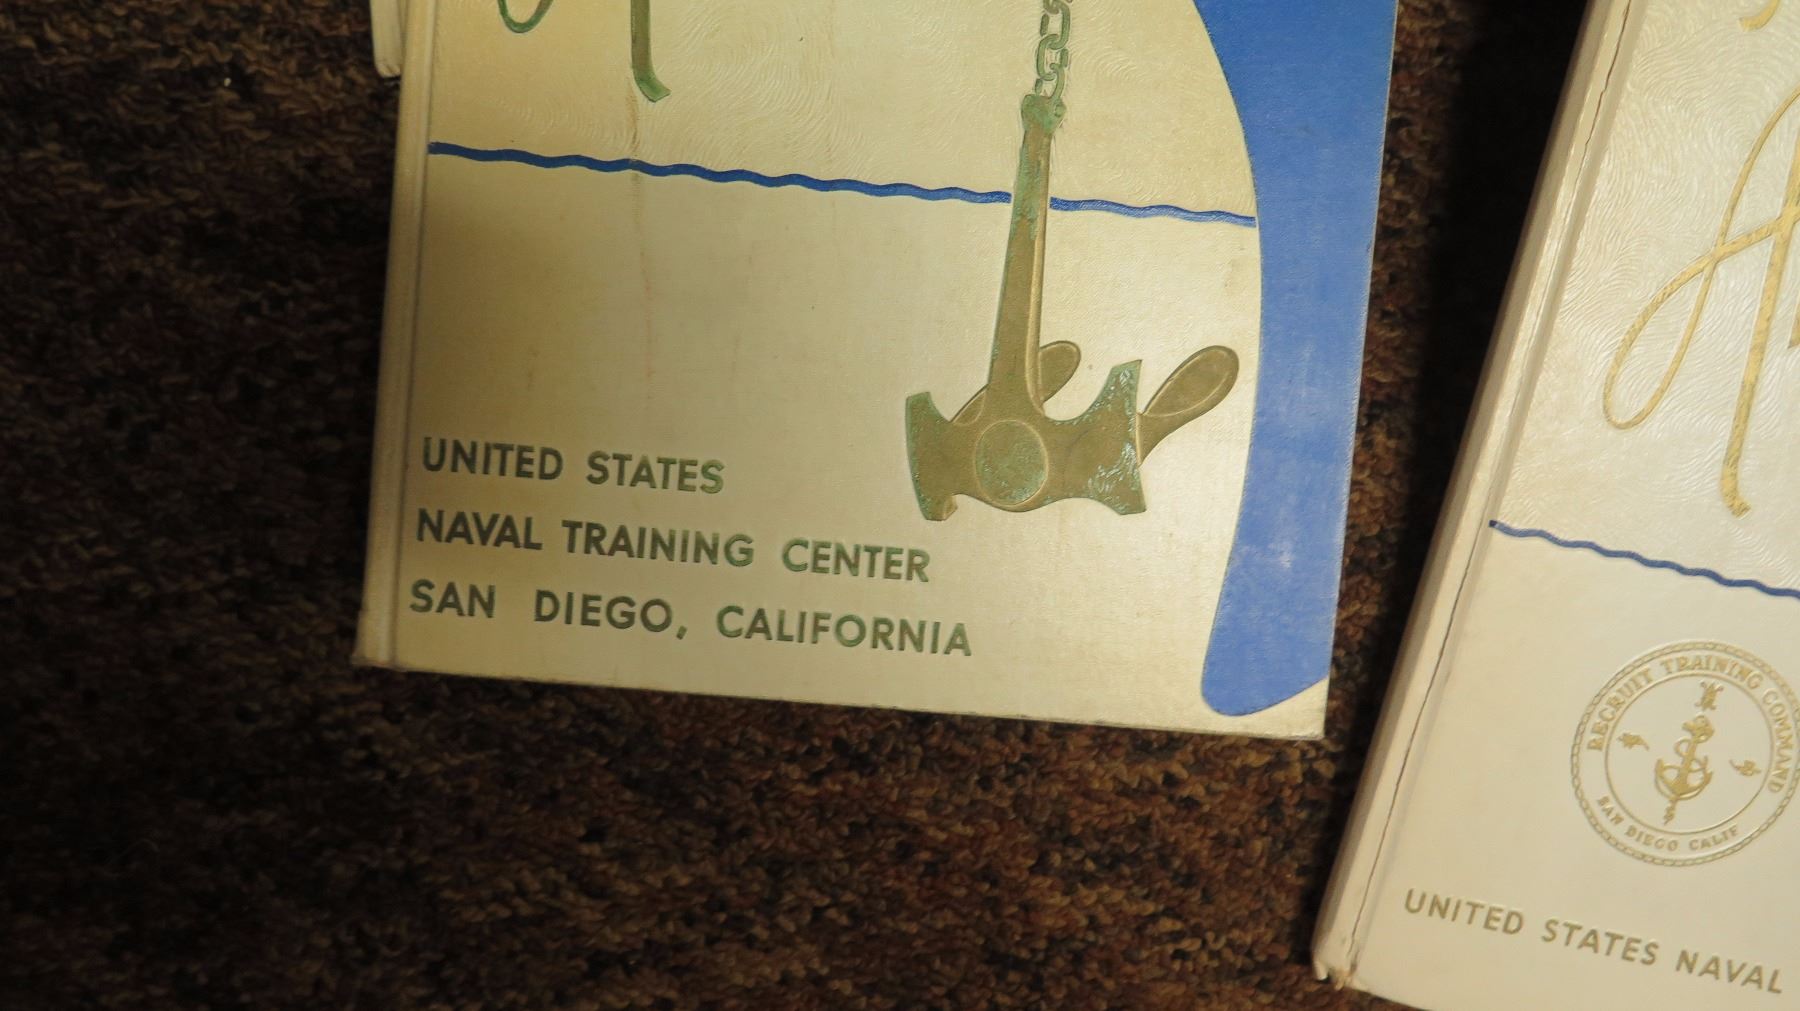 UNITED STATES
NAVAL TRAINING CENTER
SAN DIEGO, CALIFORNIA
RECRUIT TRAINING COMMAND
SAN DIEGO CALIF
UNITED STATES NAVAL